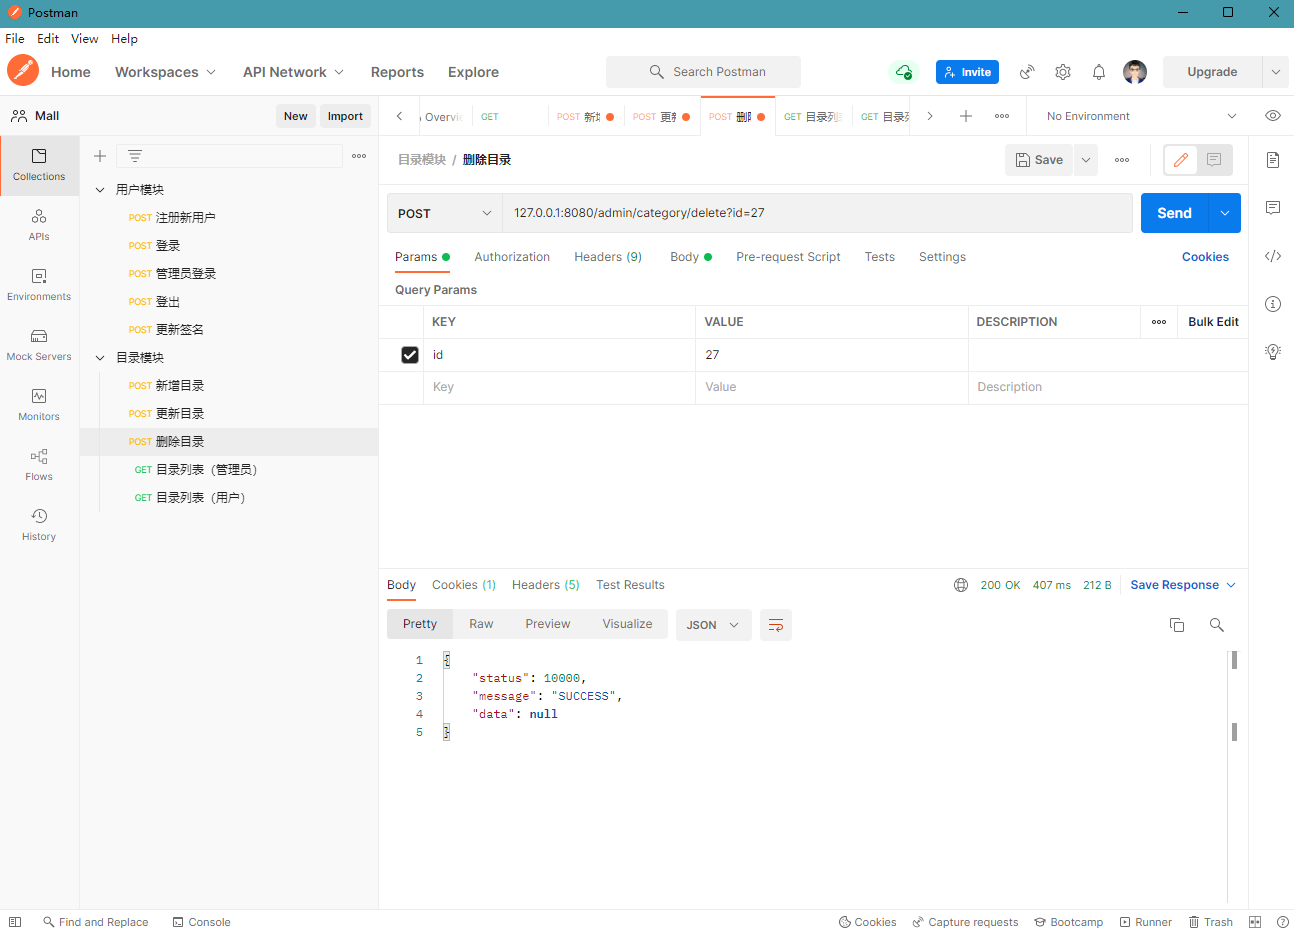 Postman
File Edit View Help
Home Workspaces API Network Reports Explore Search Postman Invite Upgrade
Mall New Import
Overvie GET POST 新增 POST 更新 POST 删除 GET 目录列表 GET 目录列 No Environment
Collections
APIs
Environments
Mock Servers
Monitors
Flows
History
用户模块
POST 注册新用户
POST 登录
POST 管理员登录
POST 登出
POST 更新签名
目录模块
POST 新增目录
POST 更新目录
POST 删除目录
GET 目录列表（管理员）
GET 目录列表（用户）
目录模块 / 删除目录 Save
POST 127.0.0.1:8080/admin/category/delete?id=27 Send
Params Authorization Headers (9) Body Pre-request Script Tests Settings Cookies
Query Params
KEY VALUE DESCRIPTION Bulk Edit
id 27
Key Value Description
Body Cookies (1) Headers (5) Test Results 200 OK 407 ms 212 B Save Response
Pretty Raw Preview Visualize JSON
1 {
2 "status": 10000,
3 "message": "SUCCESS",
4 "data": null
5 }
Find and Replace Console Cookies Capture requests Bootcamp Runner Trash